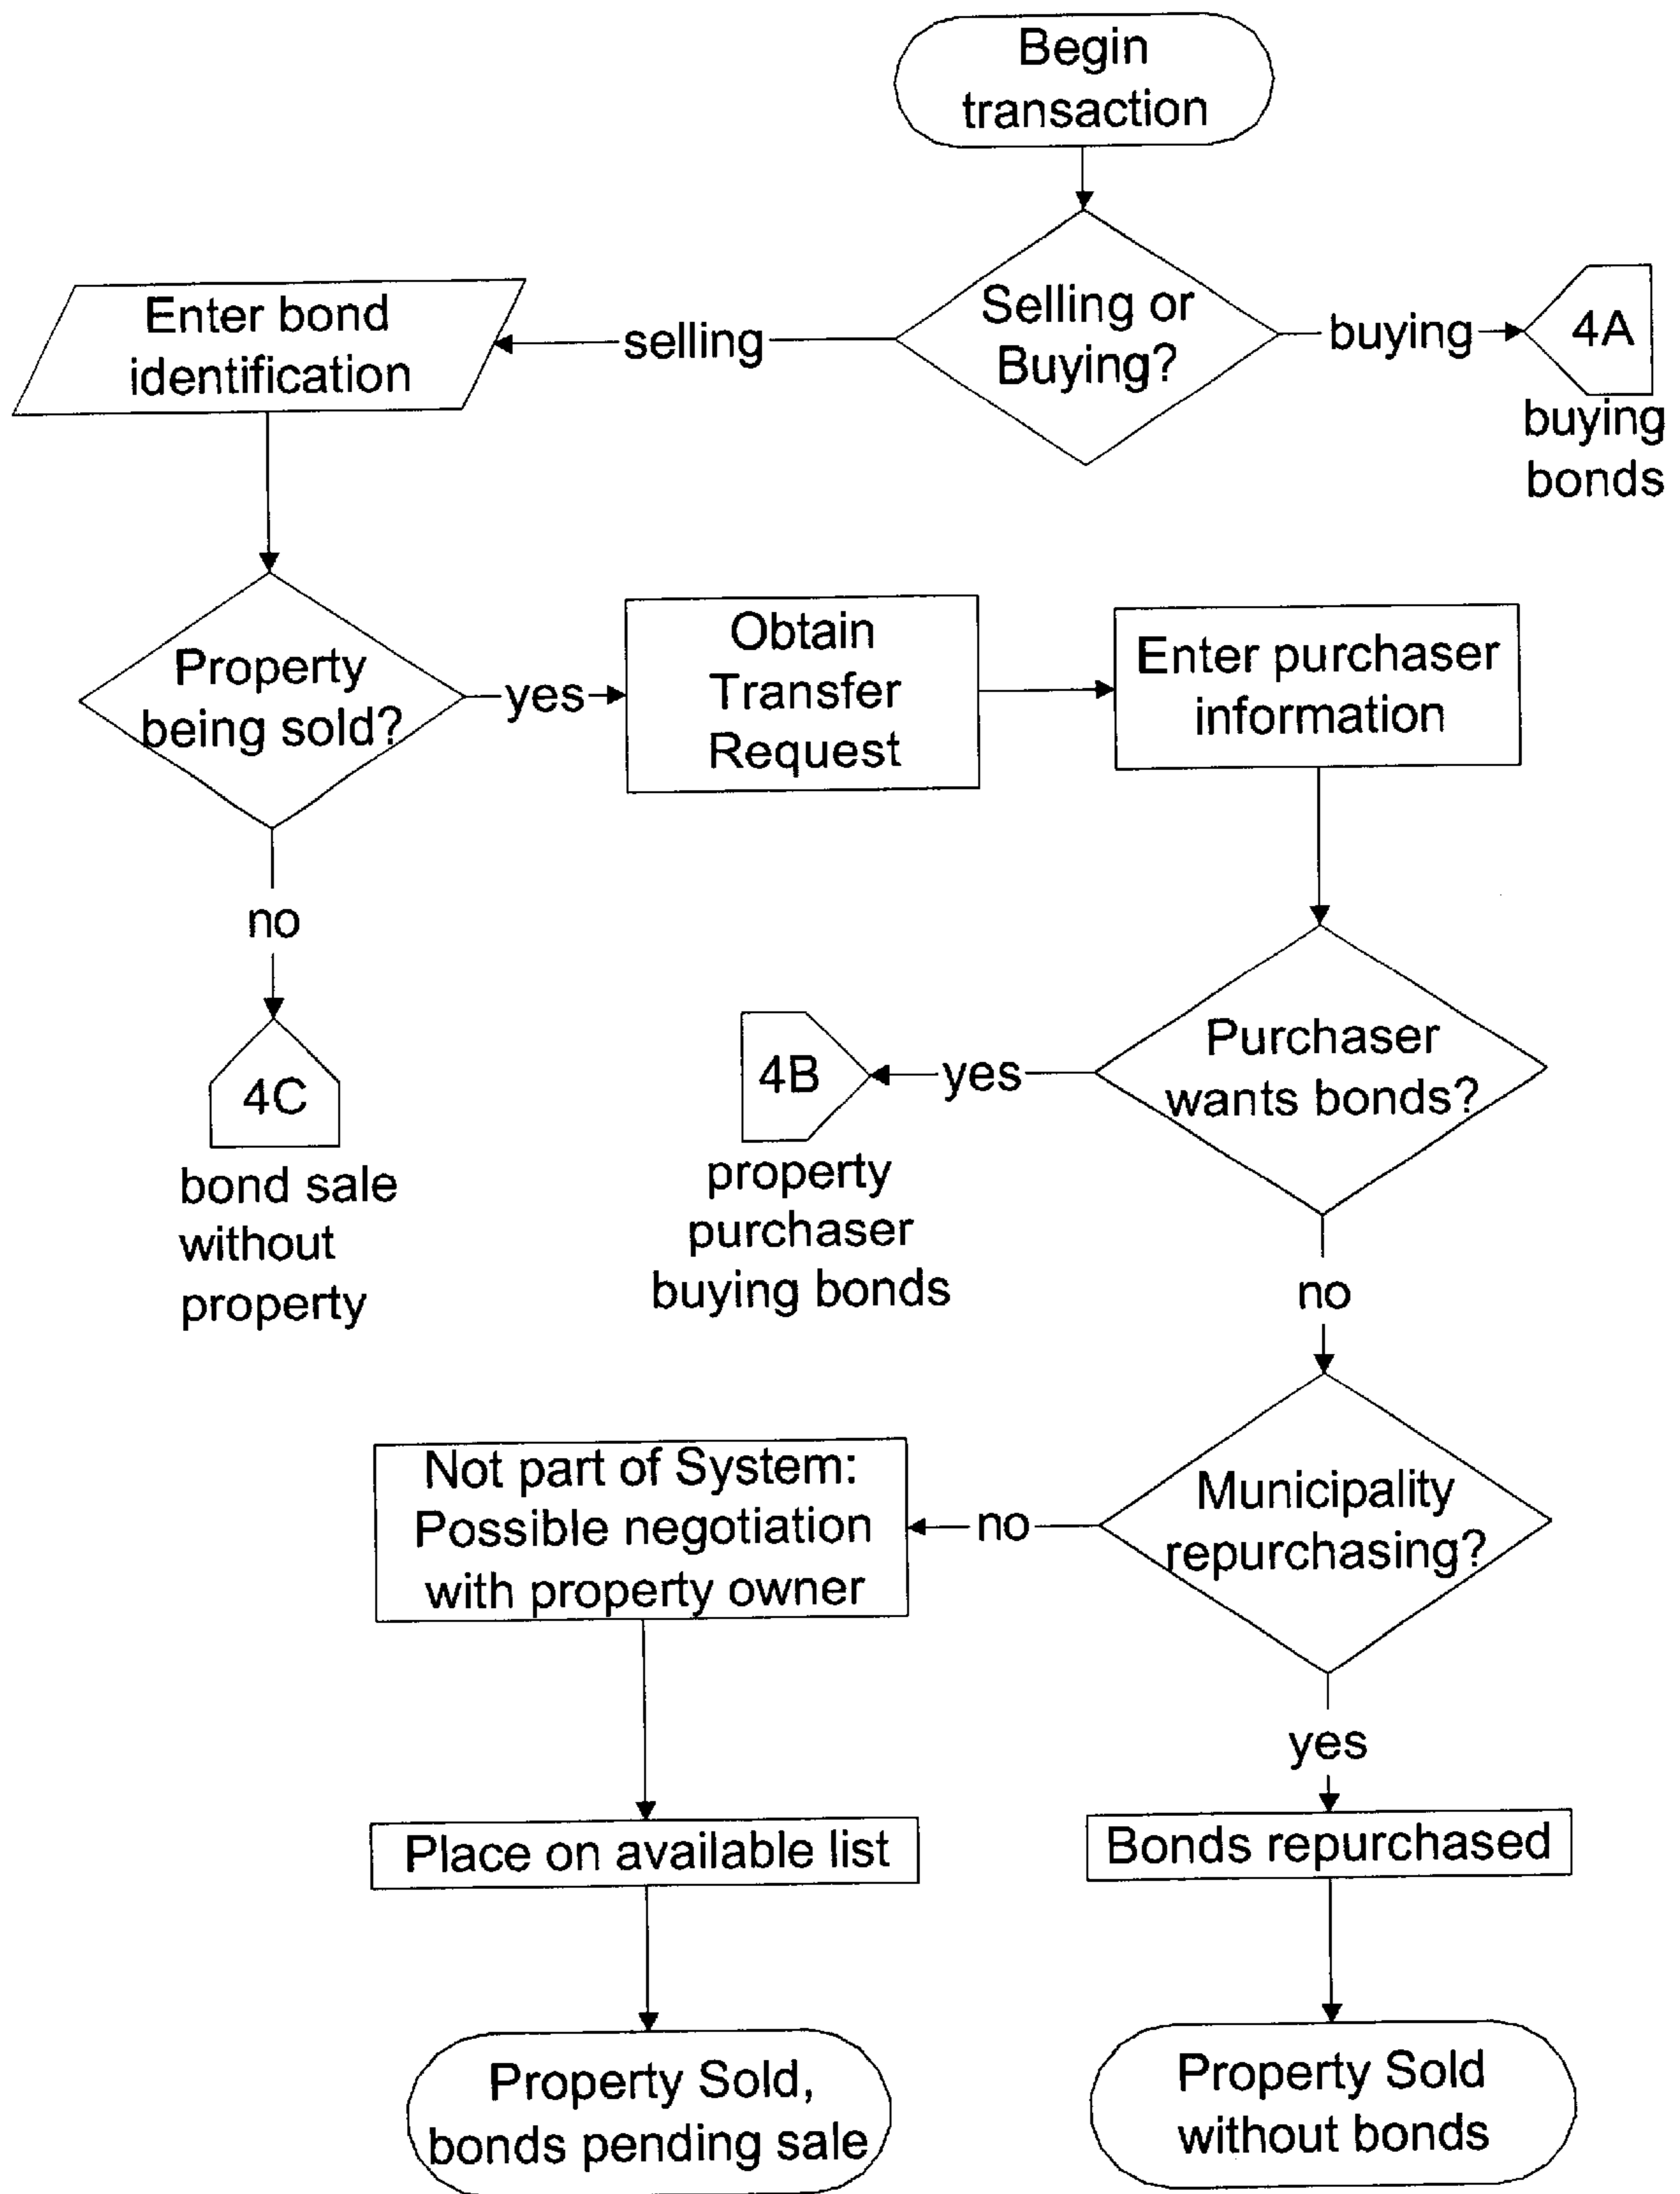 Begin
transaction
Selling or
Buying?
selling
buying
4A
buying
bonds
Enter bond
identification
Property
being sold?
yes
Obtain
Transfer
Request
Enter purchaser
information
no
4C
bond sale
without
property
Purchaser
wants bonds?
yes
4B
property
purchaser
buying bonds
no
Municipality
repurchasing?
no
Not part of System:
Possible negotiation
with property owner
yes
Place on available list
Bonds repurchased
Property Sold,
bonds pending sale
Property Sold
without bonds